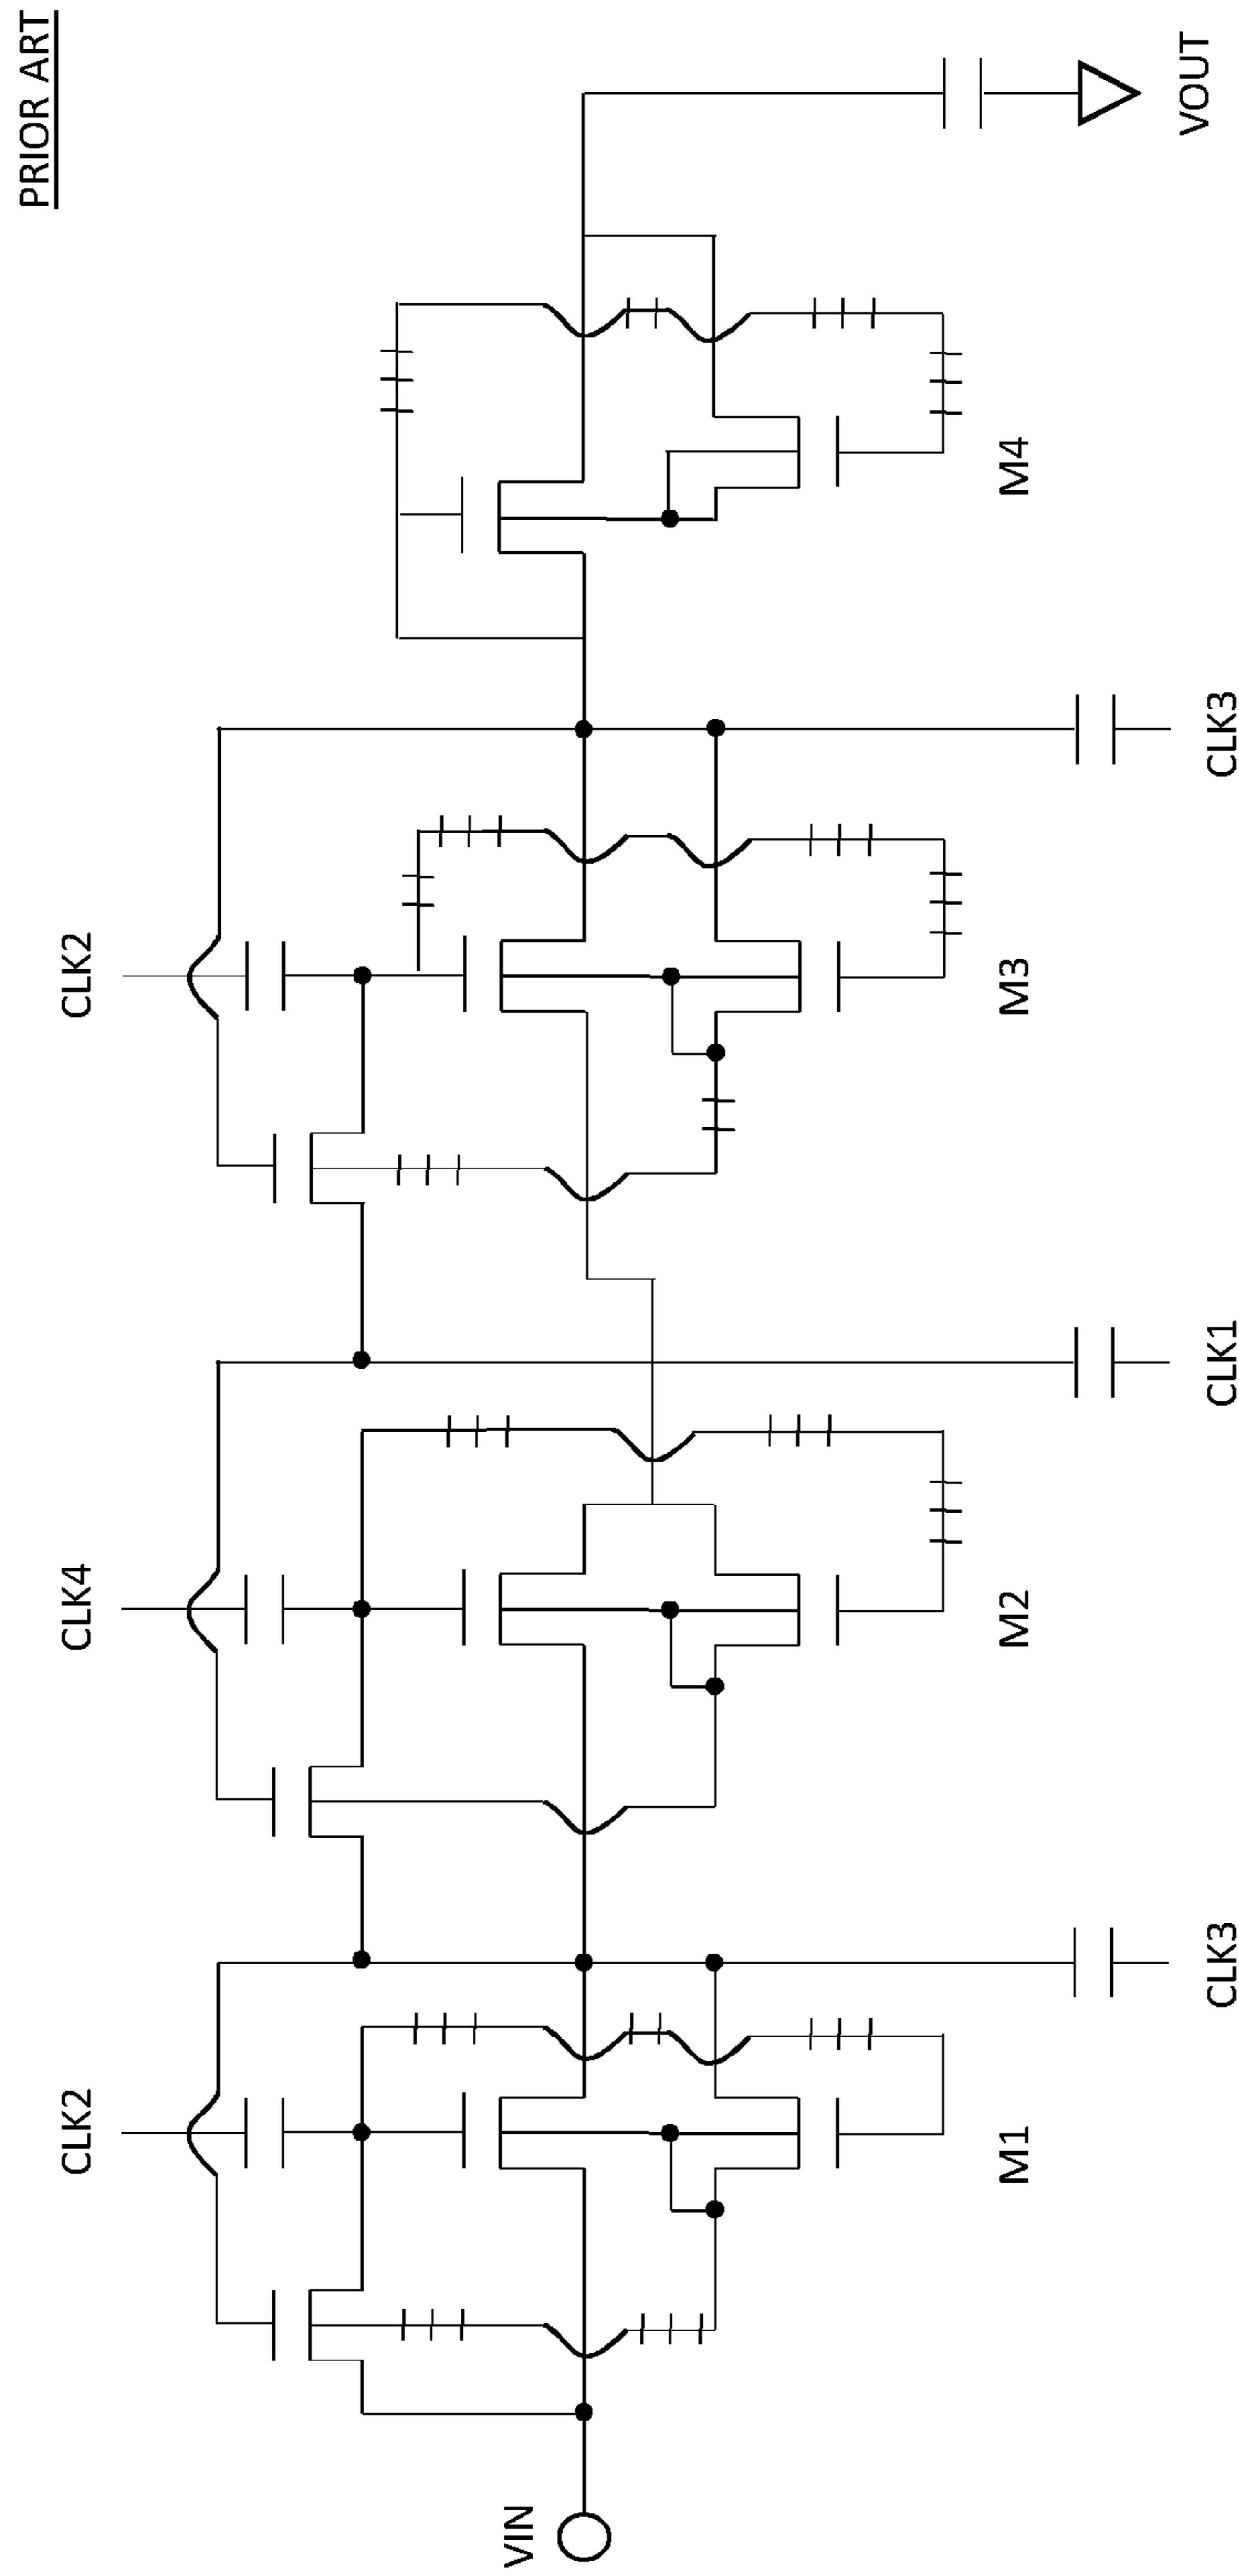 PRIOR ART
CLK2
CLK4
CLK2
VIN
M1
M2
M3
M4
CLK3
CLK1
CLK3
VOUT